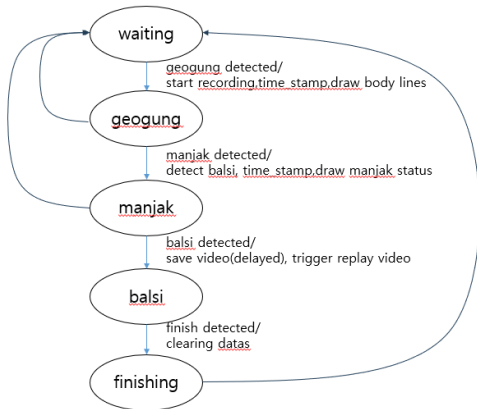 waiting
geogung detected/
start recording,time_stamp,draw body lines
geogung
manjak detected/
detect balsi, time_stamp,draw manjak status
manjak
balsi detected/
save video(delayed), trigger replay video
balsi
finish detected/
clearing datas
finishing